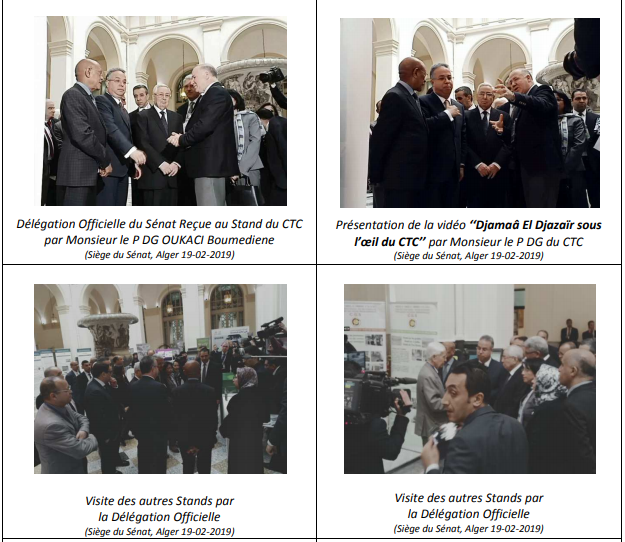 Délégation Officielle du Sénat Reçue au Stand du CTC
par Monsieur le P DG OUKACI Boumediene
(Siège du Sénat, Alger 19-02-2019)
Présentation de la vidéo “Djamaâ El Djazaïr sous
l’œil du CTC” par Monsieur le P DG du CTC
(Siège du Sénat, Alger 19-02-2019)
Visite des autres Stands par
la Délégation Officielle
(Siège du Sénat, Alger 19-02-2019)
Visite des autres Stands par
la Délégation Officielle
(Siège du Sénat, Alger 19-02-2019)